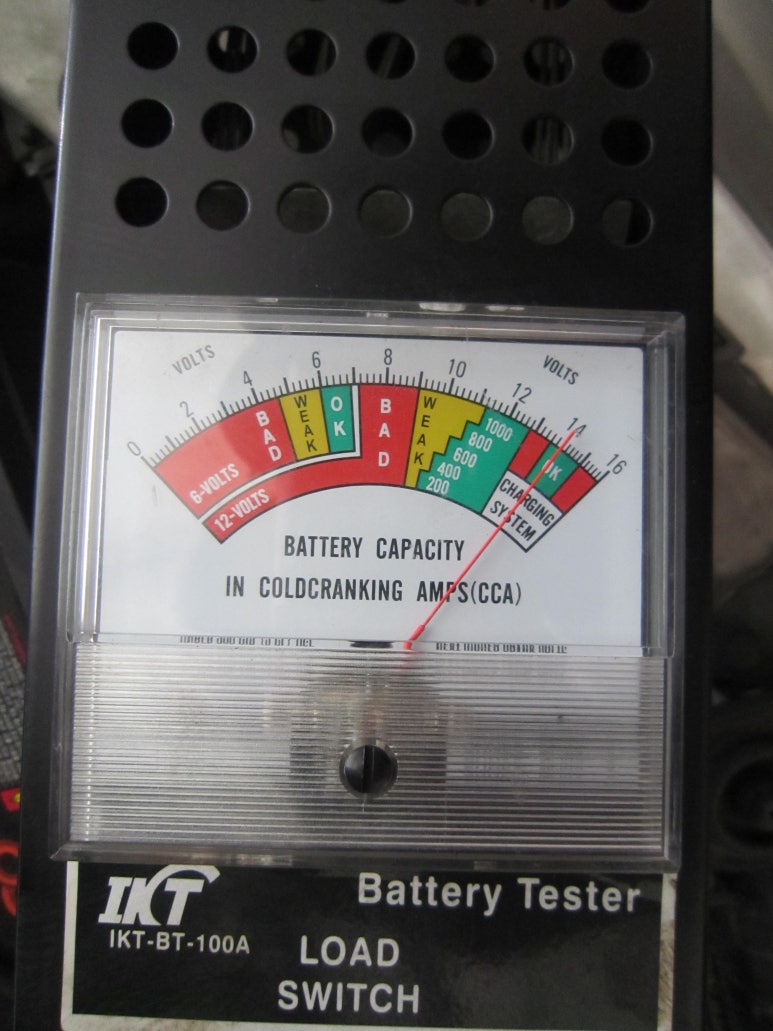 VOLTS
VOLTS
0 2 4 6 8 10 12 14 16
BAD
WEAK
OK
BAD
WEAK
1000
800
600
400
200
OK
6-VOLTS
12-VOLTS
CHARGING
SYSTEM
BATTERY CAPACITY
IN COLDCRANKING AMPS(CCA)
IKT
Battery Tester
IKT-BT-100A
LOAD
SWITCH